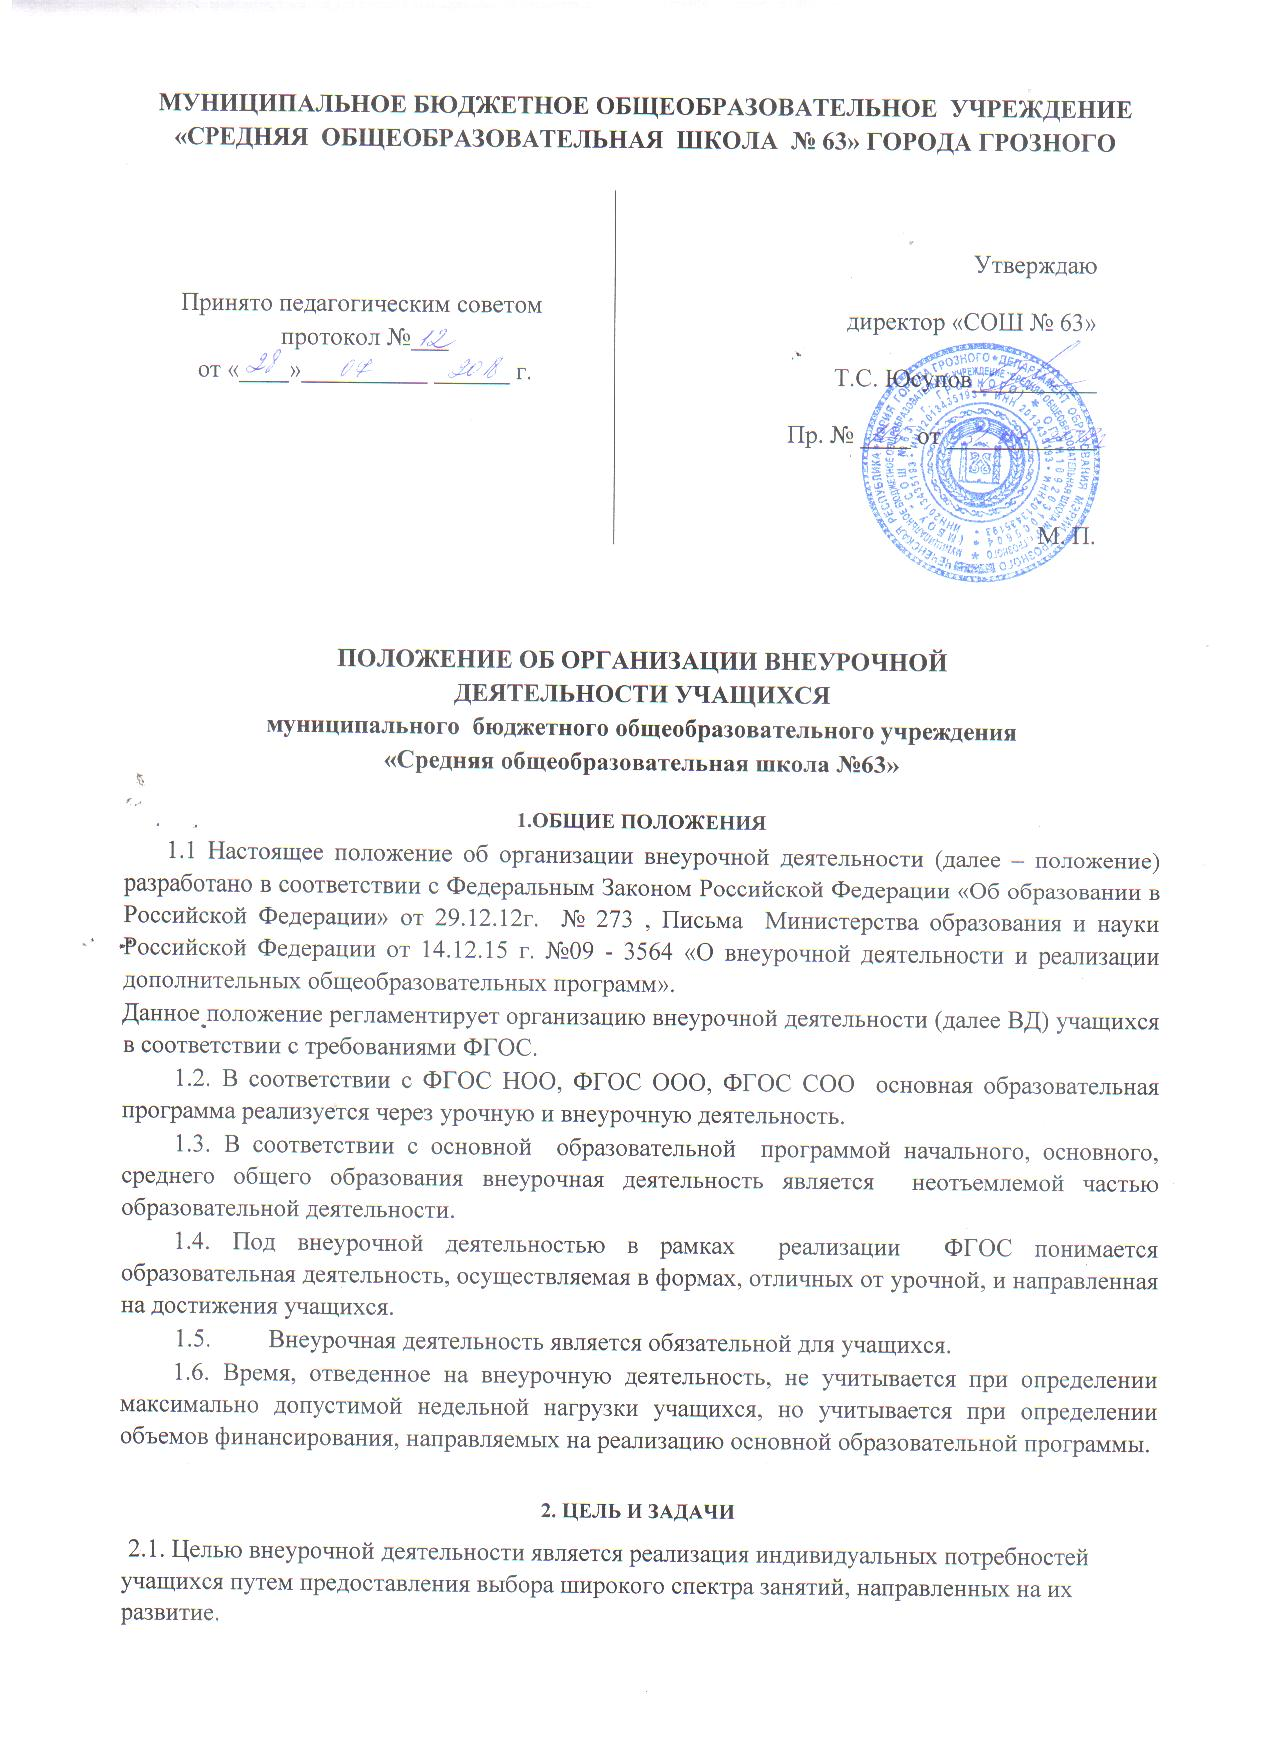 МУНИЦИПАЛЬНОЕ БЮДЖЕТНОЕ ОБЩЕОБРАЗОВАТЕЛЬНОЕ УЧРЕЖДЕНИЕ
«СРЕДНЯЯ ОБЩЕОБРАЗОВАТЕЛЬНАЯ ШКОЛА № 63» ГОРОДА ГРОЗНОГО
Принято педагогическим советом
протокол № 12
от «28» 07 2018 г.
Утверждаю
директор «СОШ № 63»
Т.С. Юсупов
Пр. № от
М. П.
ПОЛОЖЕНИЕ ОБ ОРГАНИЗАЦИИ ВНЕУРОЧНОЙ
ДЕЯТЕЛЬНОСТИ УЧАЩИХСЯ
муниципального бюджетного общеобразовательного учреждения
«Средняя общеобразовательная школа №63»
1.ОБЩИЕ ПОЛОЖЕНИЯ
1.1 Настоящее положение об организации внеурочной деятельности (далее – положение)
разработано в соответствии с Федеральным Законом Российской Федерации «Об образовании в
Российской Федерации» от 29.12.12г. № 273 , Письма Министерства образования и науки
Российской Федерации от 14.12.15 г. №09 - 3564 «О внеурочной деятельности и реализации
дополнительных общеобразовательных программ».
Данное положение регламентирует организацию внеурочной деятельности (далее ВД) учащихся
в соответствии с требованиями ФГОС.
1.2. В соответствии с ФГОС НОО, ФГОС ООО, ФГОС СОО основная образовательная
программа реализуется через урочную и внеурочную деятельность.
1.3. В соответствии с основной образовательной программой начального, основного,
среднего общего образования внеурочная деятельность является неотъемлемой частью
образовательной деятельности.
1.4. Под внеурочной деятельностью в рамках реализации ФГОС понимается
образовательная деятельность, осуществляемая в формах, отличных от урочной, и направленная
на достижения учащихся.
1.5. Внеурочная деятельность является обязательной для учащихся.
1.6. Время, отведенное на внеурочную деятельность, не учитывается при определении
максимально допустимой недельной нагрузки учащихся, но учитывается при определении
объемов финансирования, направляемых на реализацию основной образовательной программы.
2. ЦЕЛЬ И ЗАДАЧИ
2.1. Целью внеурочной деятельности является реализация индивидуальных потребностей
учащихся путем предоставления выбора широкого спектра занятий, направленных на их
развитие.